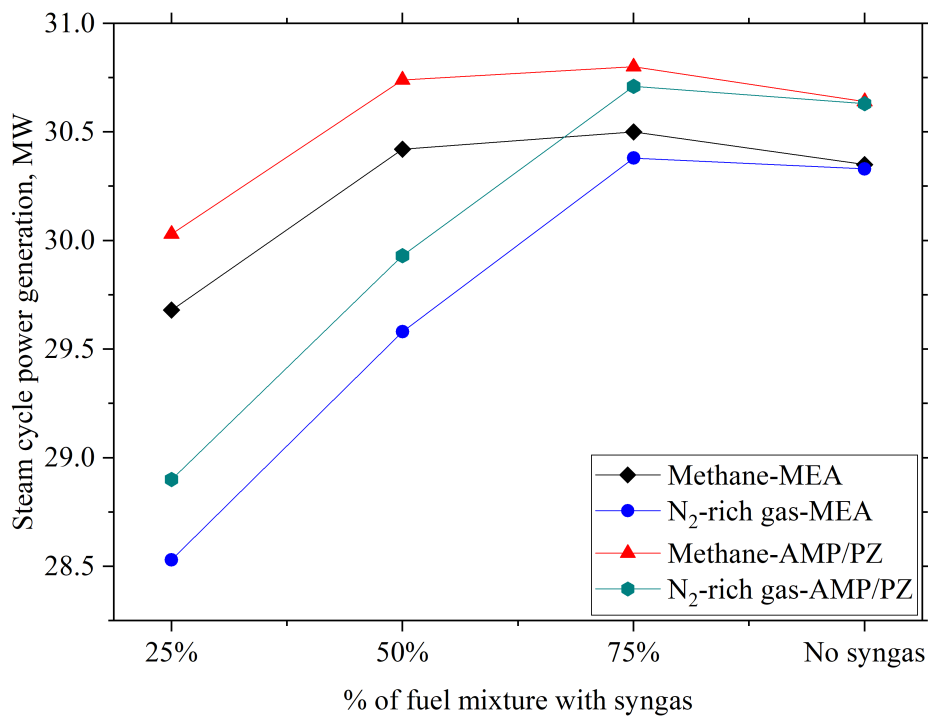 Steam cycle power generation, MW
31.0
30.5
30.0
29.5
29.0
28.5
Methane-MEA
N₂-rich gas-MEA
Methane-AMP/PZ
N₂-rich gas-AMP/PZ
25%
50%
75%
No syngas
% of fuel mixture with syngas